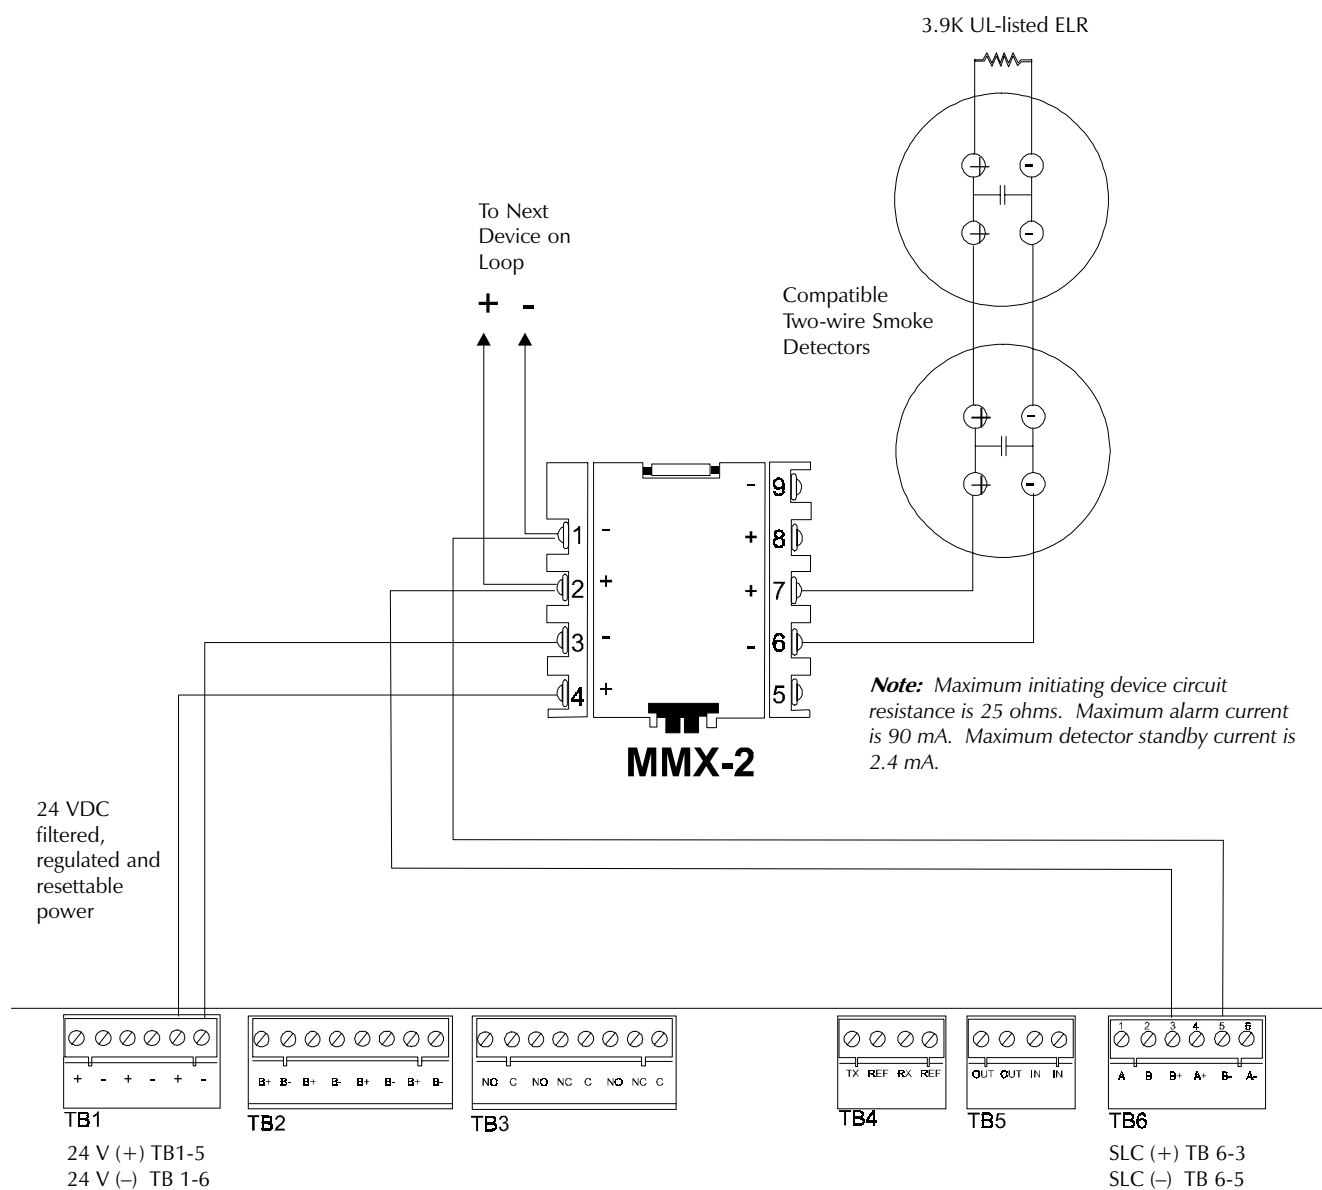 3.9K UL-listed ELR
+ -
+ -
To Next
Device on
Loop
+ -
Compatible
Two-wire Smoke
Detectors
+ -
+ -
- 9
1 -
+ 8
2 +
+ 7
3 -
- 6
4 +
5
MMX-2
Note: Maximum initiating device circuit
resistance is 25 ohms. Maximum alarm current
is 90 mA. Maximum detector standby current is
2.4 mA.
24 VDC
filtered,
regulated and
resettable
power
+ - + - + -
TB1
24 V (+) TB1-5
24 V (–) TB 1-6
B+ B- B+ B- B+ B- B+ B-
TB2
NO C NO NC C NO NC C
TB3
TX REF RX REF
TB4
OUT OUT IN IN
TB5
1 2 3 4 5 6
A B B+ A+ B- A-
TB6
SLC (+) TB 6-3
SLC (–) TB 6-5